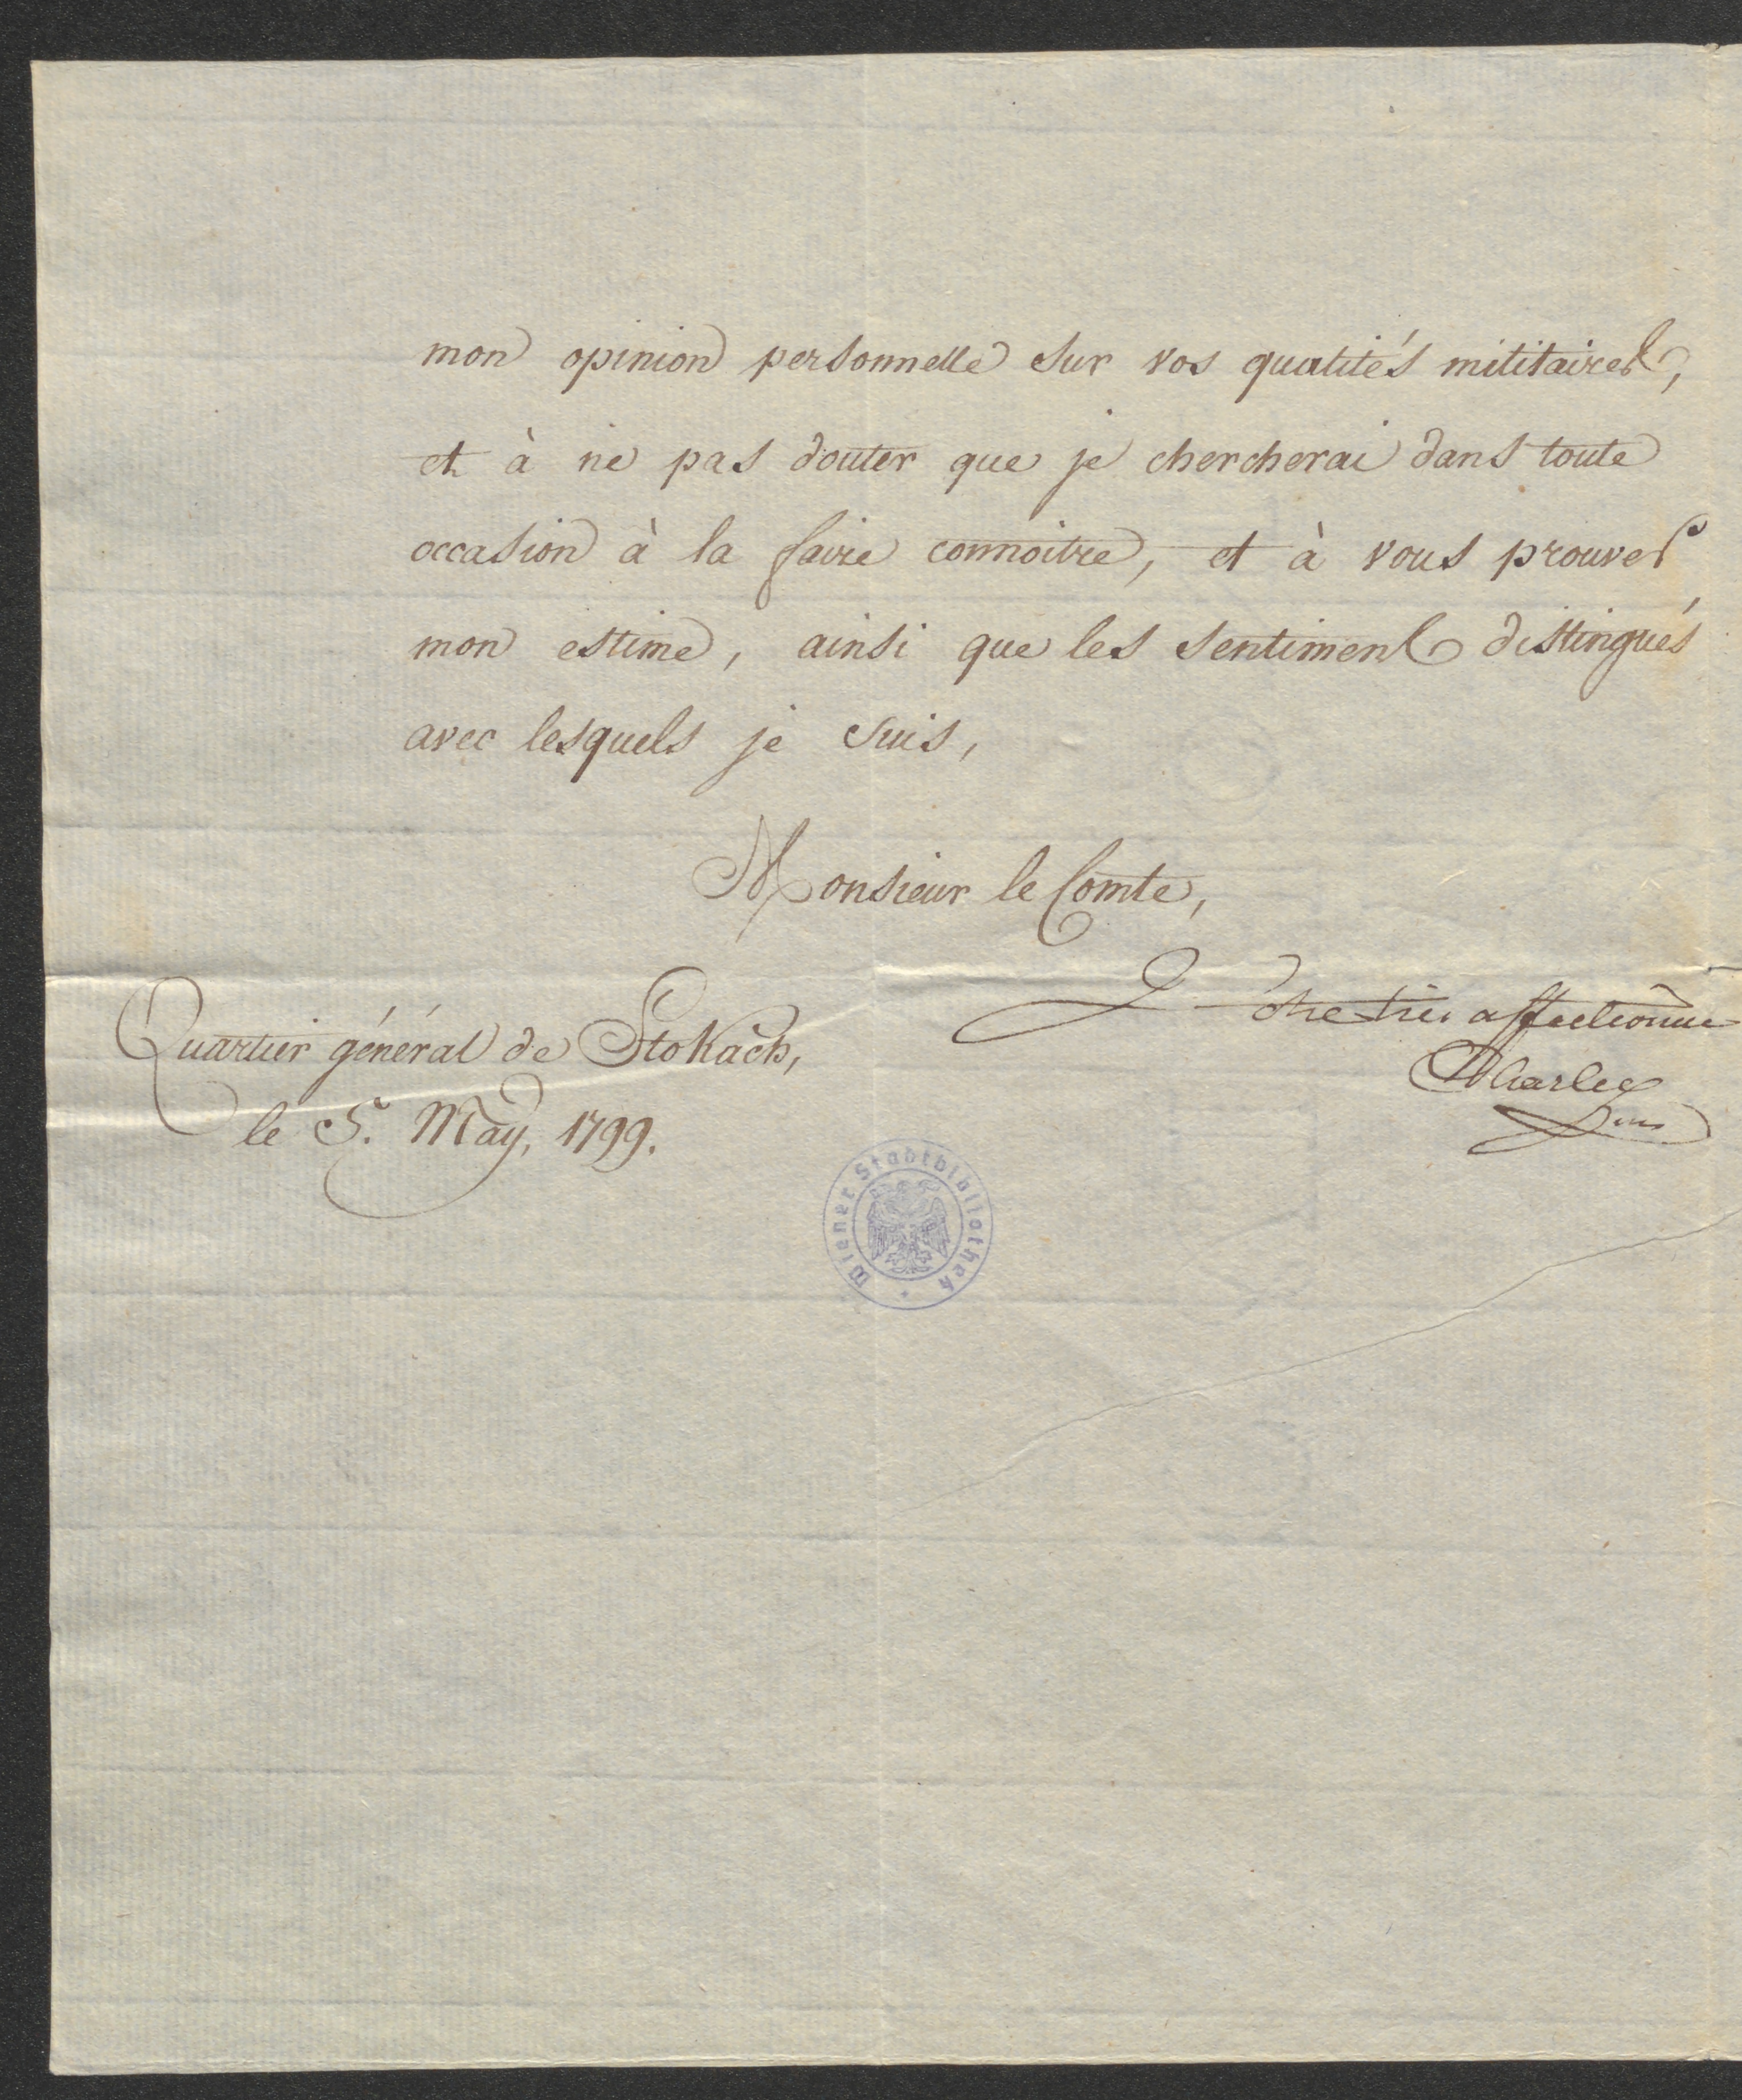 mon opinion personnelle sur vos qualités militaires,
et à ne pas douter que je chercherai dans toute
occasion à la faire connoitre, et à vous prouver
mon estime, ainsi que les sentimens distingués
avec lesquels je suis,
Monsieur le Comte,
Votre très affectionné
Charles
Quartier général de Stokach,
le 5. May, 1799.
Wiener Stadtbibliothek